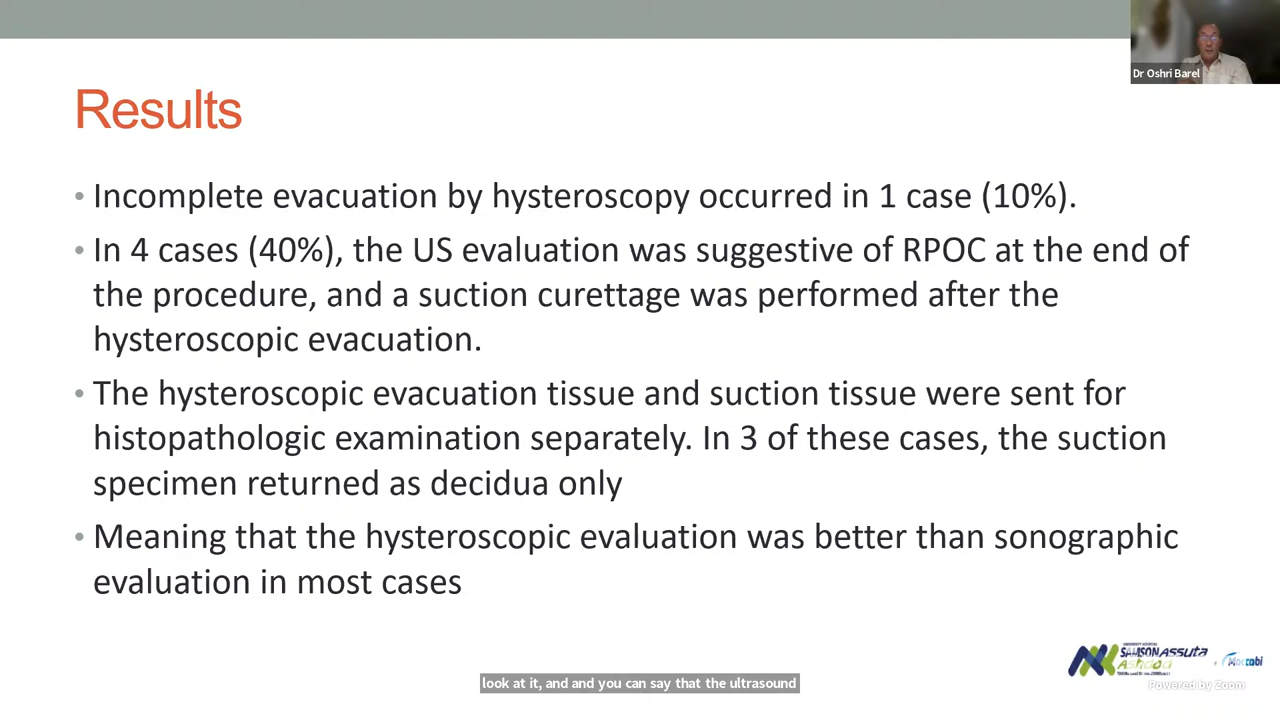 Dr Oshri Barel
Results
• Incomplete evacuation by hysteroscopy occurred in 1 case (10%).
• In 4 cases (40%), the US evaluation was suggestive of RPOC at the end of
the procedure, and a suction curettage was performed after the
hysteroscopic evacuation.
• The hysteroscopic evacuation tissue and suction tissue were sent for
histopathologic examination separately. In 3 of these cases, the suction
specimen returned as decidua only
• Meaning that the hysteroscopic evaluation was better than sonographic
evaluation in most cases
SAMSON ASSUTA
Ashdod
Maccabi
Powered by Zoom
look at it, and and you can say that the ultrasound